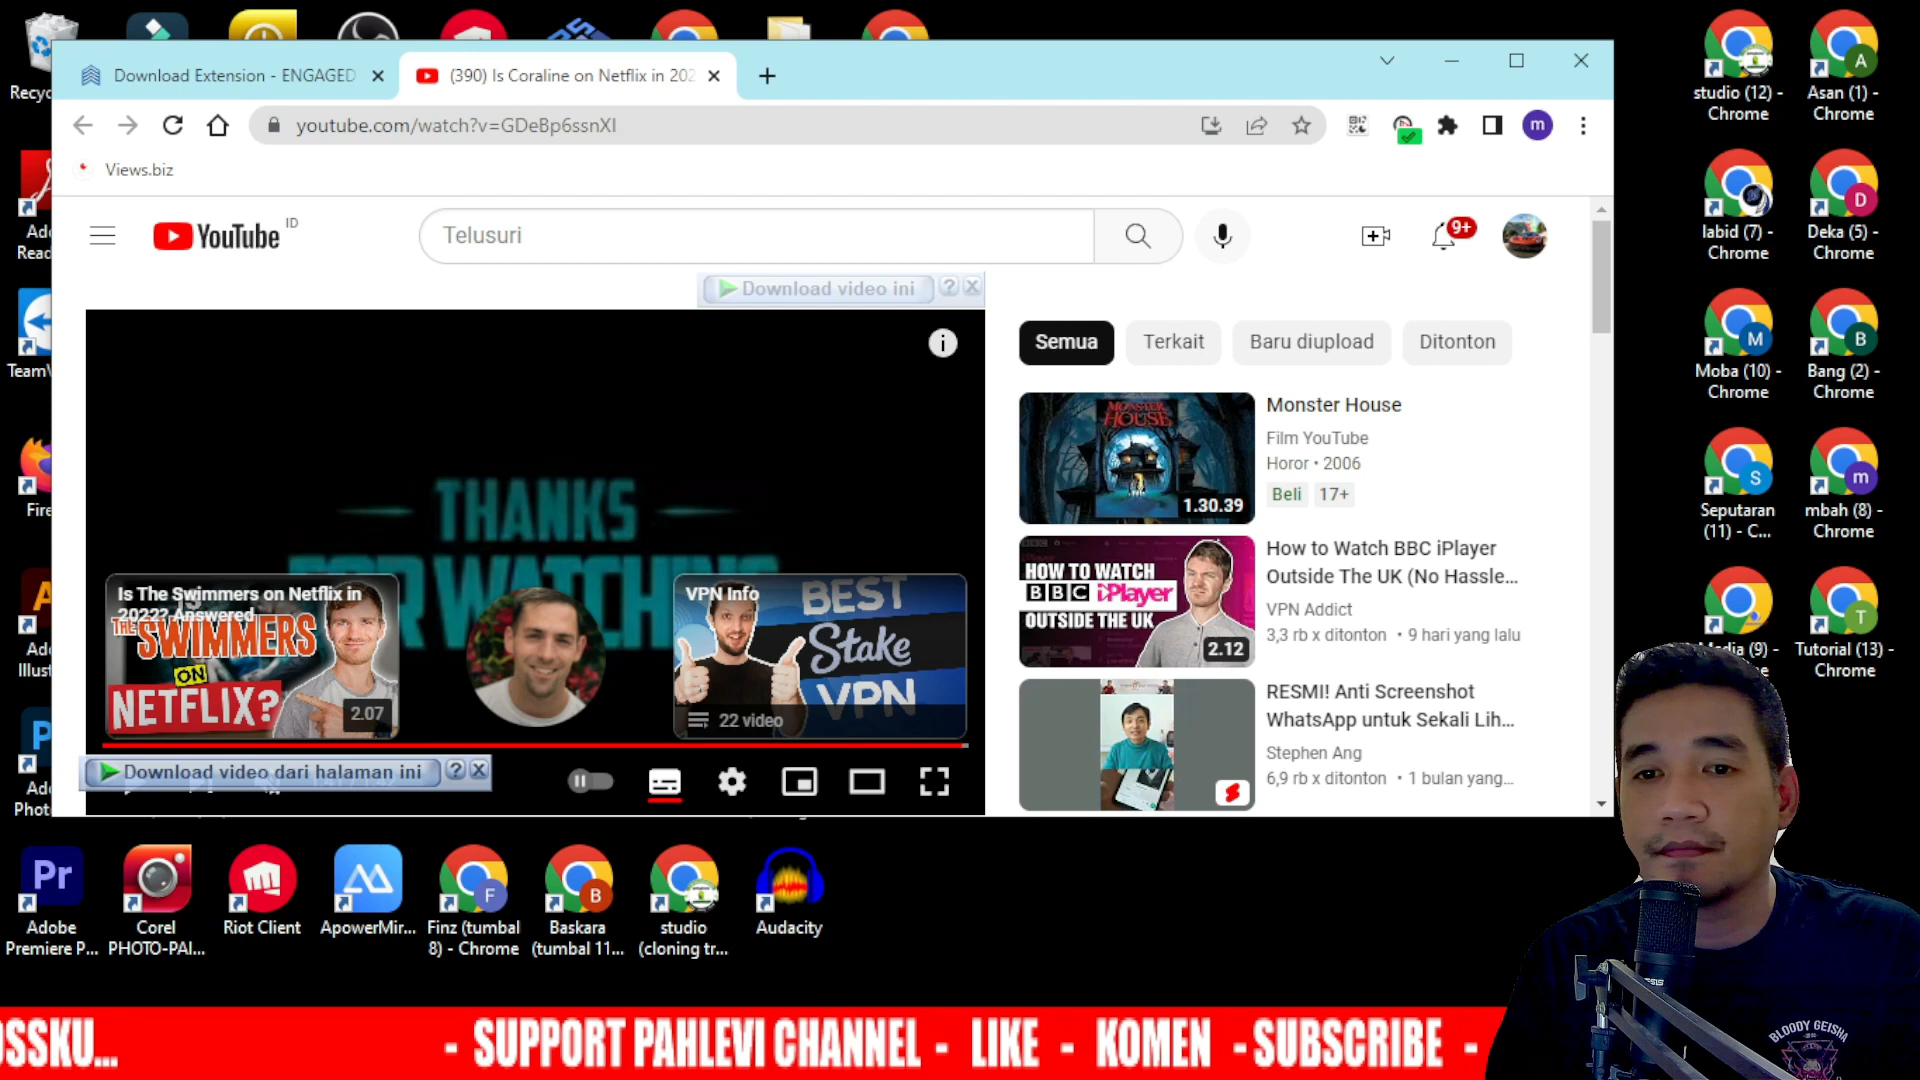 Download Extension - ENGAGED
(390) Is Coraline on Netflix in 202
youtube.com/watch?v=GDeBp6ssnXI
Views.biz
YouTube ID
Telusuri
9+
Download video ini
Semua
Terkait
Baru diupload
Ditonton
THANKS
FOR WATCHING
Is The Swimmers on Netflix in
2022? Answered
THE SWIMMERS
ON
NETFLIX?
2.07
VPN Info
BEST
Stake
VPN
22 video
Download video dari halaman ini
MONSTER
HOUSE
1.30.39
Monster House
Film YouTube
Horor • 2006
Beli
17+
HOW TO WATCH
BBC iPlayer
OUTSIDE THE UK
2.12
How to Watch BBC iPlayer
Outside The UK (No Hassle...
VPN Addict
3,3 rb x ditonton • 9 hari yang lalu
RESMI! Anti Screenshot
WhatsApp untuk Sekali Lih...
Stephen Ang
6,9 rb x ditonton • 1 bulan yang...
studio (12) -
Chrome
Asan (1) -
Chrome
labid (7) -
Chrome
Deka (5) -
Chrome
Moba (10) -
Chrome
Bang (2) -
Chrome
Seputaran
(11) - C...
mbah (8) -
Chrome
(9) -
Tutorial (13) -
Chrome
Adobe
Premiere P...
Corel
PHOTO-PAI...
Riot Client
ApowerMir...
Finz (tumbal
8) - Chrome
Baskara
(tumbal 11...
studio
(cloning tr...
Audacity
OSSKU... - SUPPORT PAHLEVI CHANNEL - LIKE - KOMEN - SUBSCRIBE -
BLOODY GEISHA